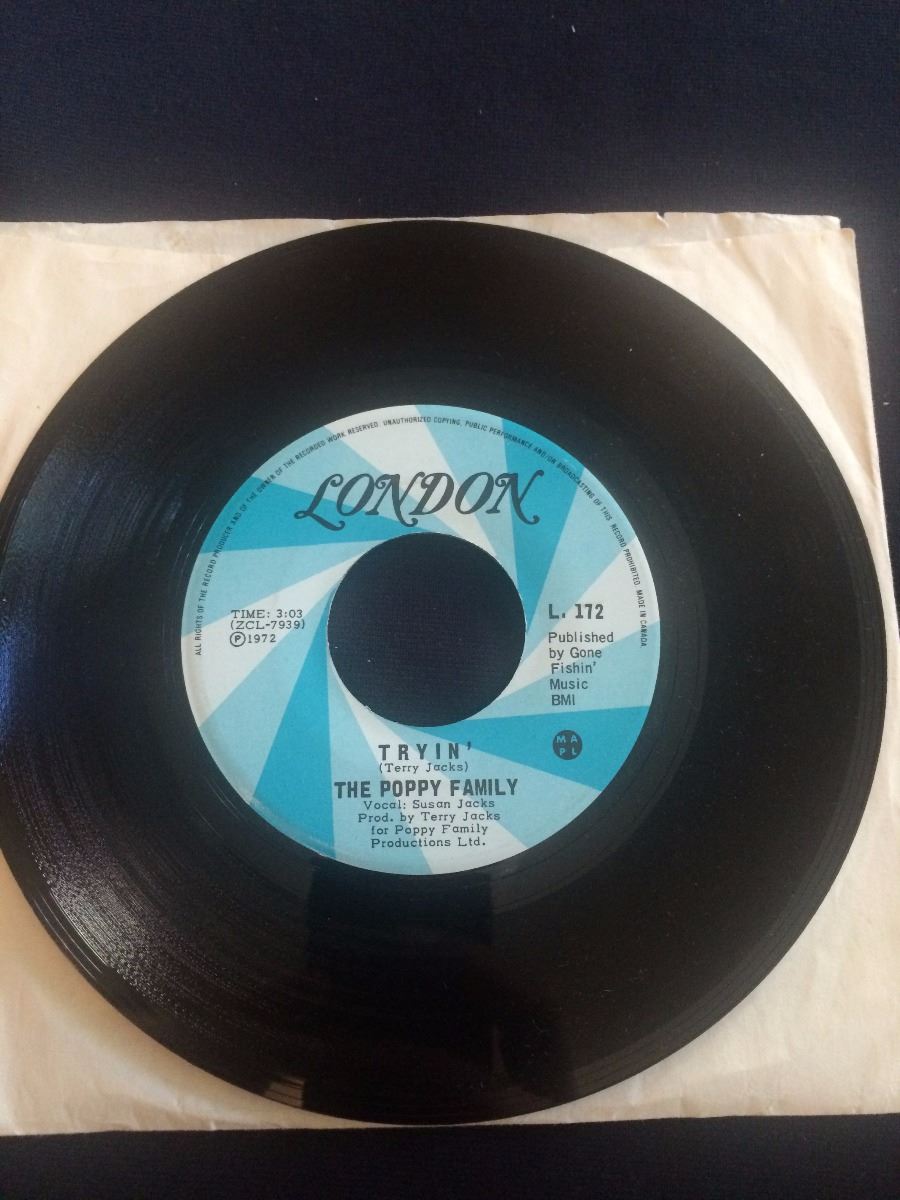 ALL RIGHTS OF THE RECORD PRODUCER AND OF THE OWNER OF THE RECORDED WORK RESERVED. UNAUTHORIZED COPYING, PUBLIC PERFORMANCE AND/OR BROADCASTING OF THIS RECORD PROHIBITED. MADE IN CANADA.
LONDON
TIME: 3:03
(ZCL-7939)
Ⓟ1972
L. 172
Published
by Gone
Fishin'
Music
BMI
M A
P L
TRYIN'
(Terry Jacks)
THE POPPY FAMILY
Vocal: Susan Jacks
Prod. by Terry Jacks
for Poppy Family
Productions Ltd.